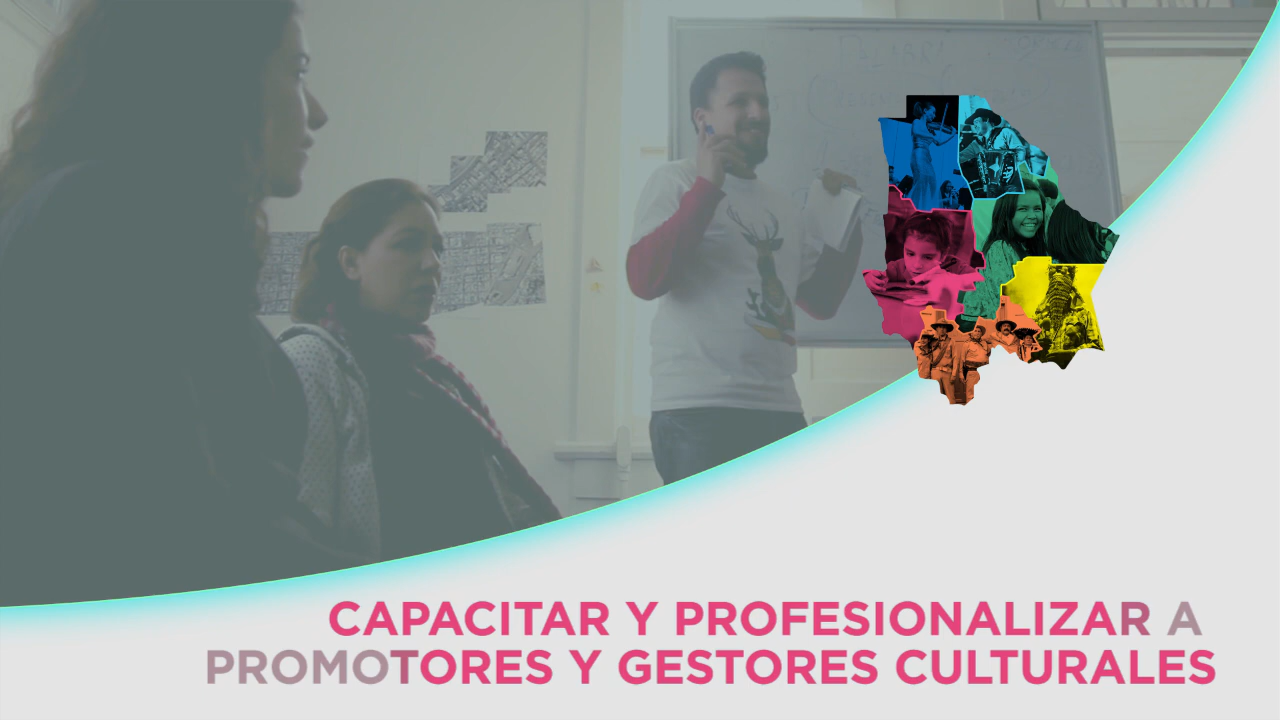 CAPACITAR Y PROFESIONALIZAR A
PROMOTORES Y GESTORES CULTURALES